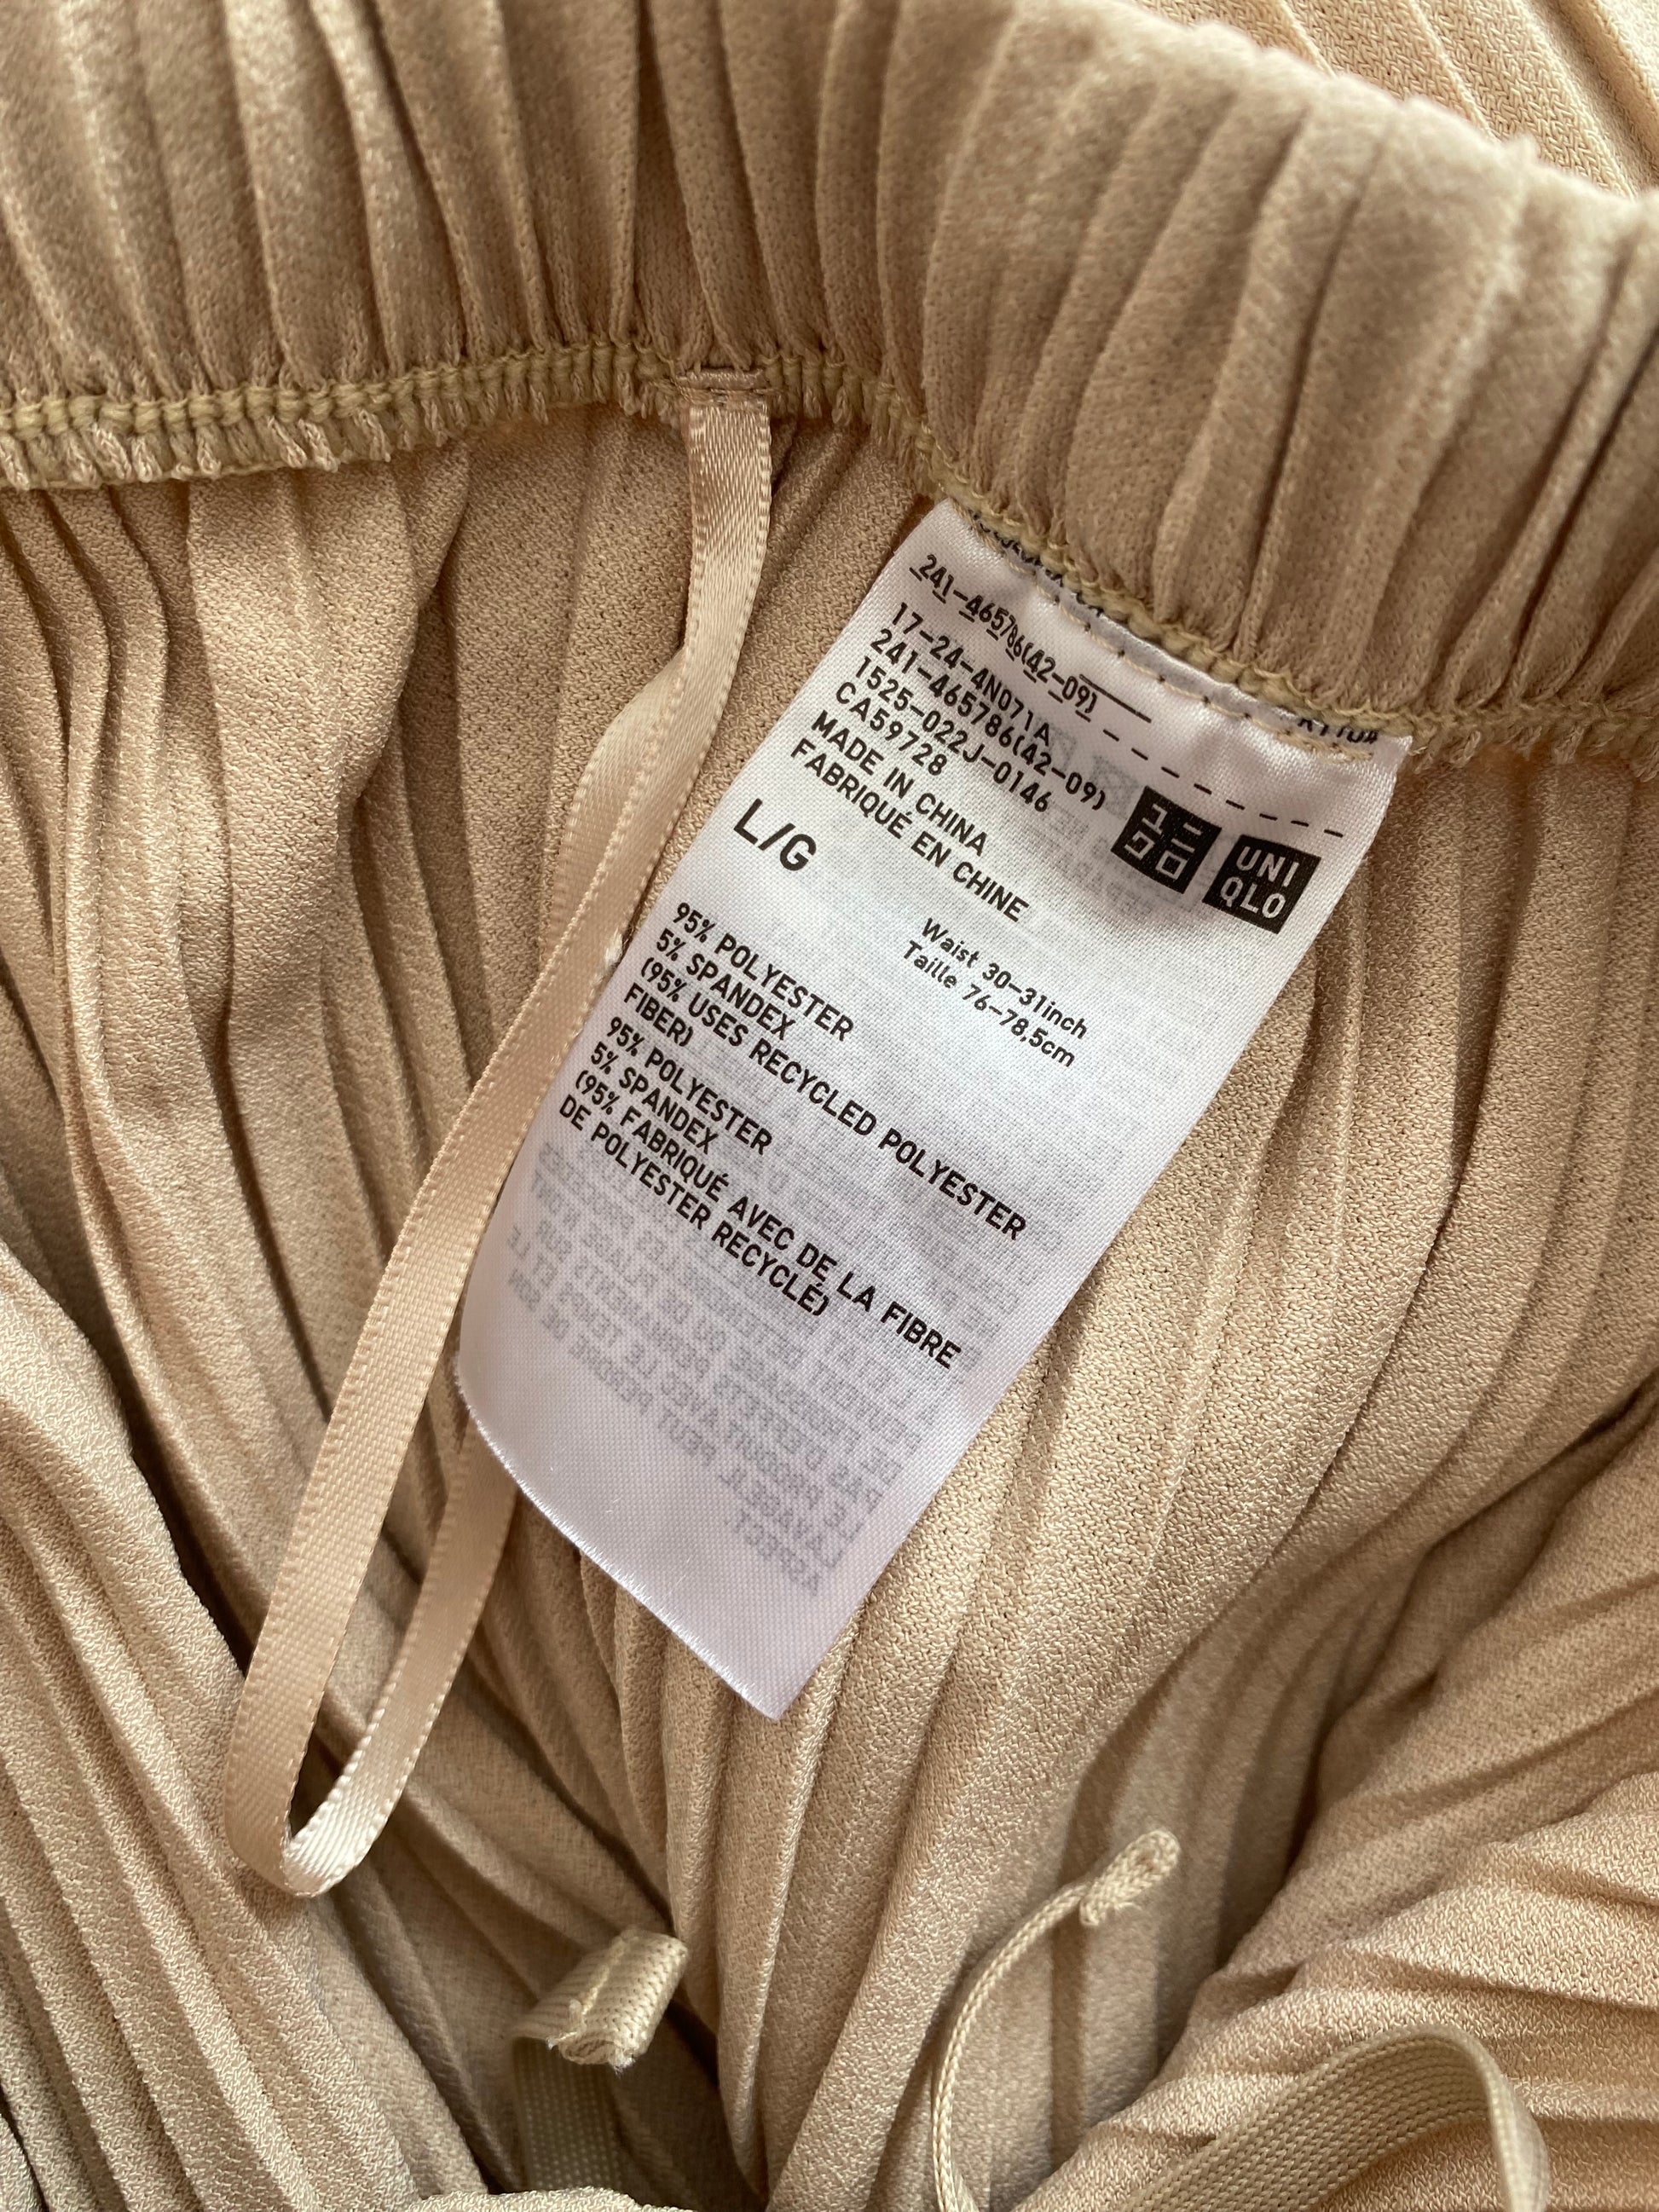 241-465786(42-09)
17-24-4N071A
241-465786(42-09)
1525-022J-0146
CA59728
MADE IN CHINA
FABRIQUÉ EN CHINE
ユニ
クロ
UNI
QLO
L/G
Waist 30-31inch
Taille 76-78,5cm
95% POLYESTER
5% SPANDEX
(95% USES RECYCLED POLYESTER
FIBER)
95% POLYESTER
5% SPANDEX
(95% FABRIQUÉ AVEC DE LA FIBRE
DE POLYESTER RECYCLÉ)